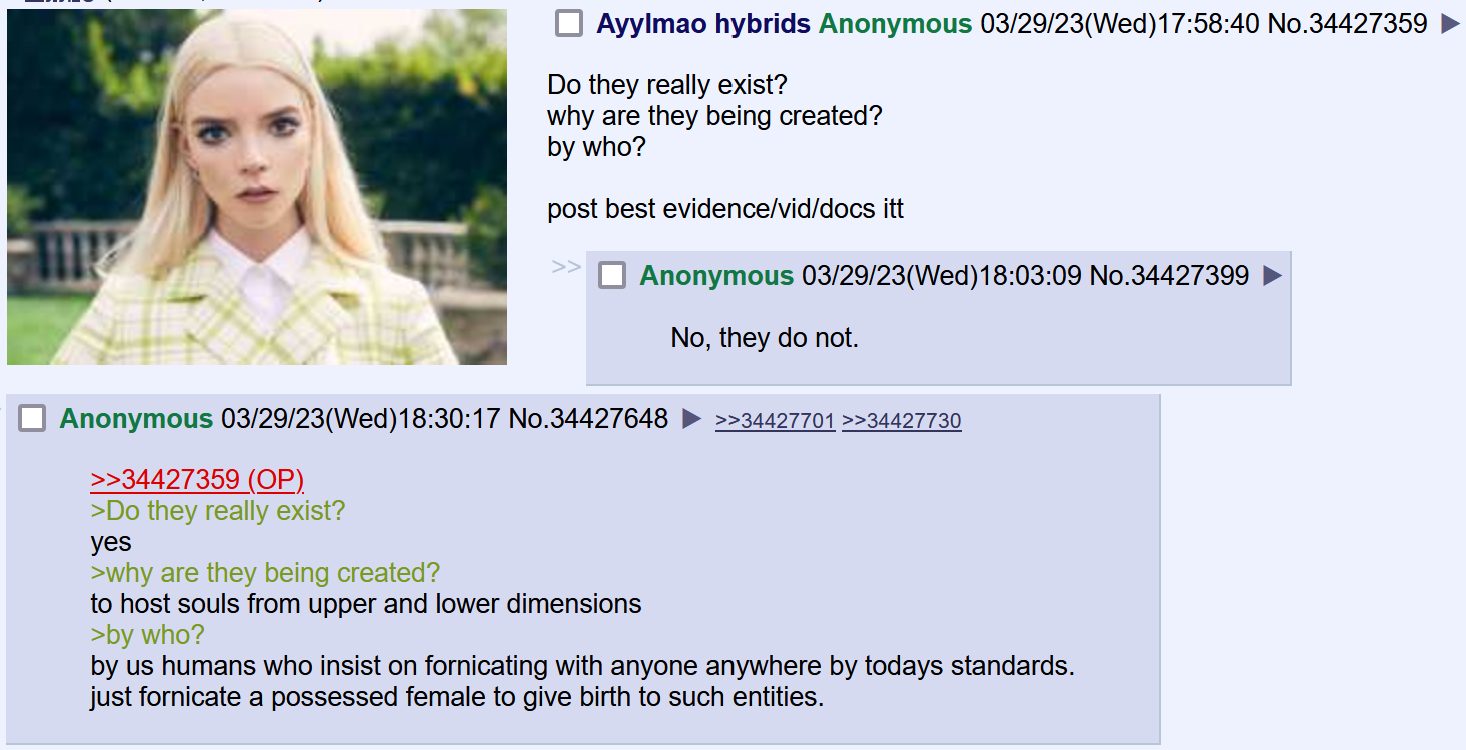 Ayylmao hybrids Anonymous 03/29/23(Wed)17:58:40 No.34427359 ▶
Do they really exist?
why are they being created?
by who?
post best evidence/vid/docs itt
>> Anonymous 03/29/23(Wed)18:03:09 No.34427399 ▶
No, they do not.
Anonymous 03/29/23(Wed)18:30:17 No.34427648 ▶ >>34427701 >>34427730
>>34427359 (OP)
>Do they really exist?
yes
>why are they being created?
to host souls from upper and lower dimensions
>by who?
by us humans who insist on fornicating with anyone anywhere by todays standards.
just fornicate a possessed female to give birth to such entities.